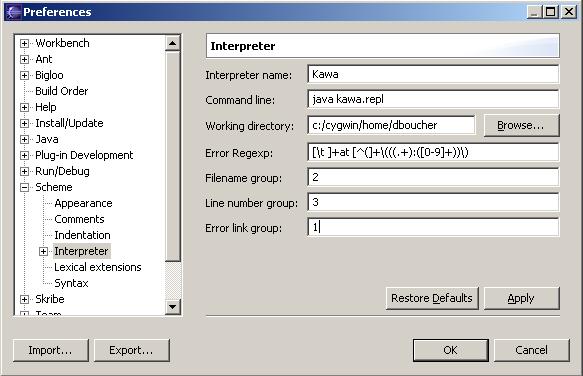 Preferences
Workbench
Ant
Bigloo
Build Order
Help
Install/Update
Java
Plug-in Development
Run/Debug
Scheme
Appearance
Comments
Indentation
Interpreter
Lexical extensions
Syntax
Skribe
Team
Interpreter
Interpreter name: Kawa
Command line: java kawa.repl
Working directory: c:/cygwin/home/dboucher Browse...
Error Regexp: [\t ]+at [^(]+\(((.+):([0-9]+))\)
Filename group: 2
Line number group: 3
Error link group: 1
Restore Defaults Apply
Import... Export... OK Cancel